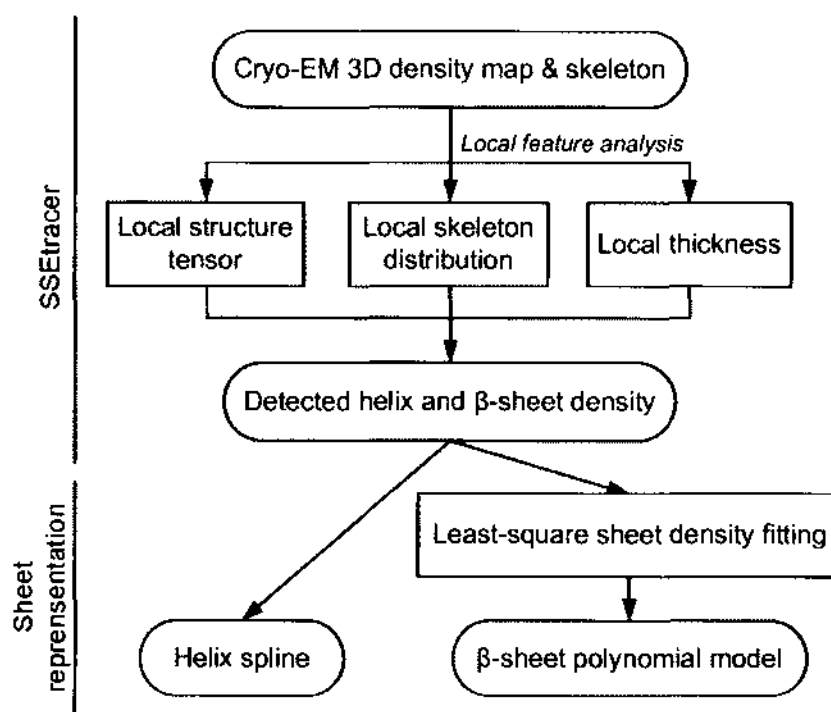 Cryo-EM 3D density map & skeleton
Local feature analysis
Local structure
tensor
Local skeleton
distribution
Local thickness
SSEtracer
Detected helix and β-sheet density
Least-square sheet density fitting
Sheet
reprensentation
Helix spline
β-sheet polynomial model